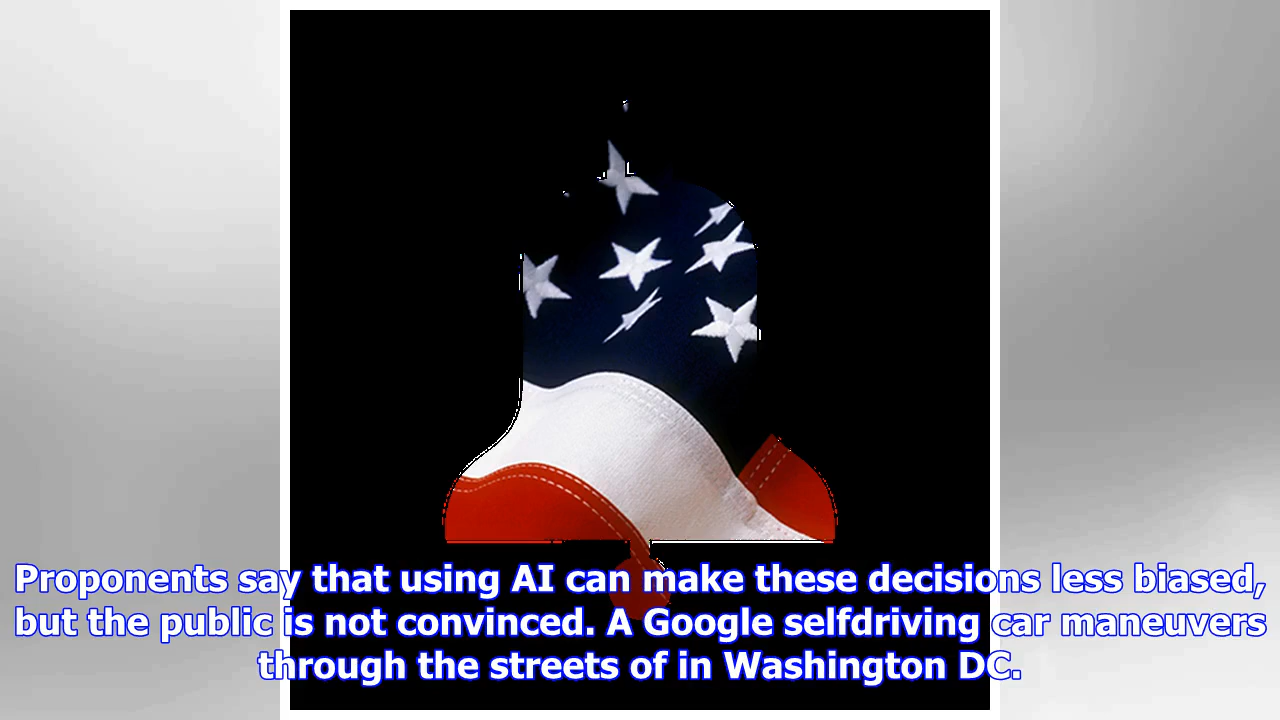 Proponents say that using AI can make these decisions less biased,
but the public is not convinced. A Google selfdriving car maneuvers
through the streets of in Washington DC.